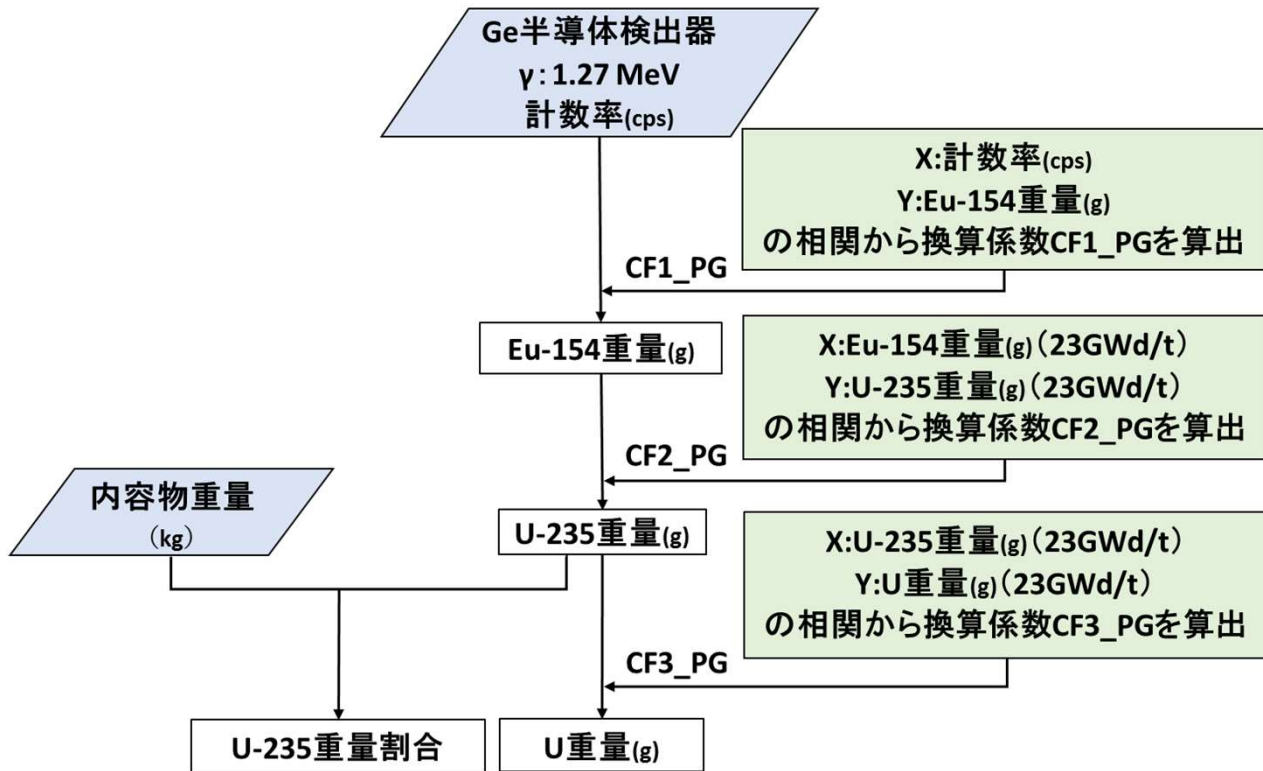 Ge半導体検出器
γ：1.27 MeV
計数率(cps)
X:計数率(cps)
Y:Eu-154重量(g)
の相関から換算係数CF1_PGを算出
CF1_PG
Eu-154重量(g)
X:Eu-154重量(g)（23GWd/t）
Y:U-235重量(g)（23GWd/t）
の相関から換算係数CF2_PGを算出
CF2_PG
内容物重量
（kg）
U-235重量(g)
X:U-235重量(g)（23GWd/t）
Y:U重量(g)（23GWd/t）
の相関から換算係数CF3_PGを算出
CF3_PG
U-235重量割合
U重量(g)